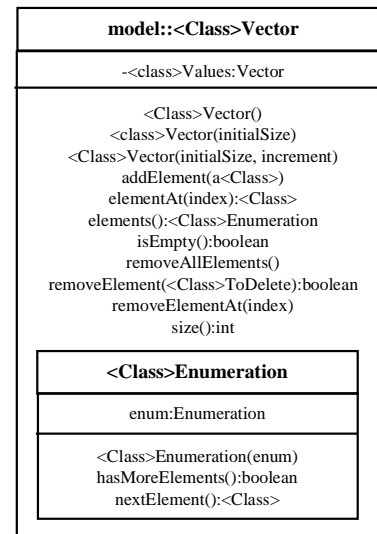 model::<Class>Vector
-<class>Values:Vector
<Class>Vector()
<class>Vector(initialSize)
<Class>Vector(initialSize, increment)
addElement(a<Class>)
elementAt(index):<Class>
elements():<Class>Enumeration
isEmpty():boolean
removeAllElements()
removeElement(<Class>ToDelete):boolean
removeElementAt(index)
size():int
<Class>Enumeration
enum:Enumeration
<Class>Enumeration(enum)
hasMoreElements():boolean
nextElement():<Class>